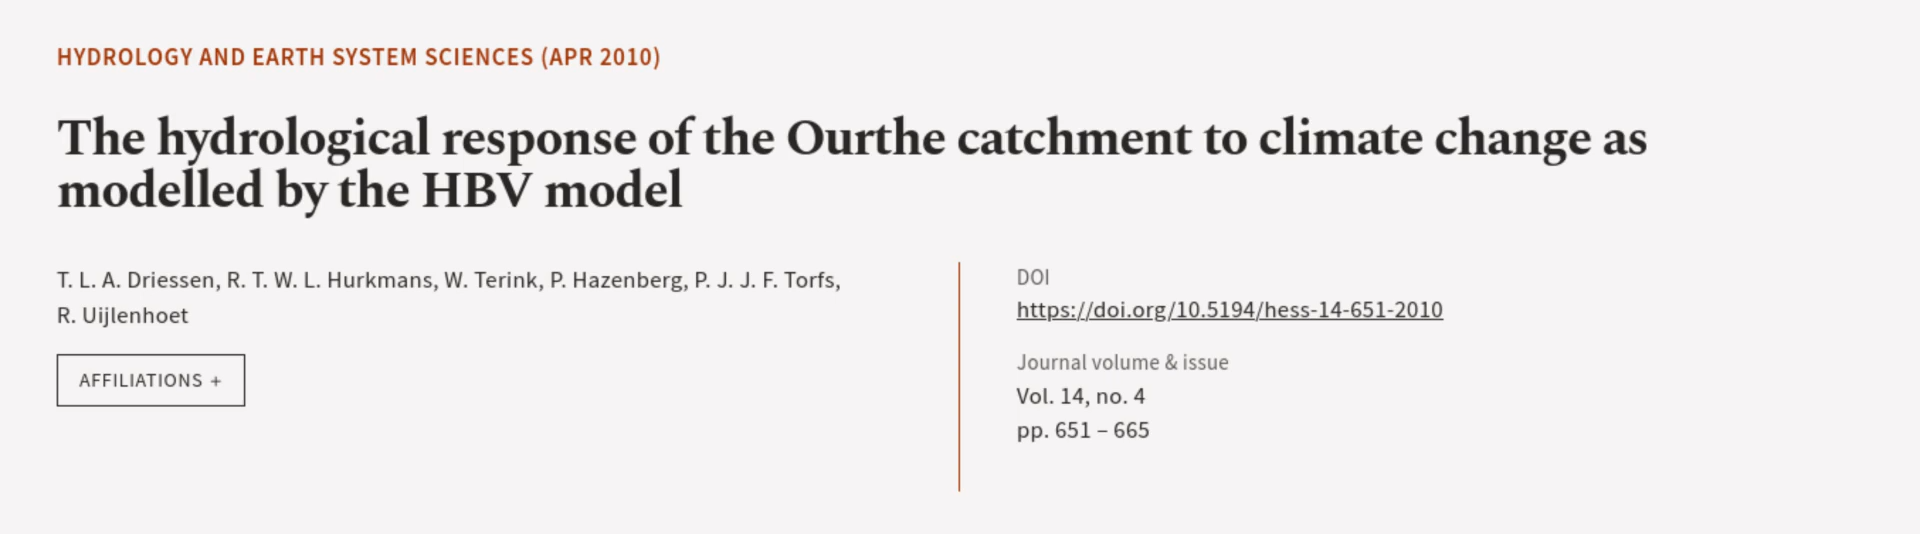 HYDROLOGY AND EARTH SYSTEM SCIENCES (APR 2010)
The hydrological response of the Ourthe catchment to climate change as
modelled by the HBV model
T. L. A. Driessen, R. T. W. L. Hurkmans, W. Terink, P. Hazenberg, P. J. J. F. Torfs,
R. Uijlenhoet
AFFILIATIONS +
DOI
https://doi.org/10.5194/hess-14-651-2010
Journal volume & issue
Vol. 14, no. 4
pp. 651 – 665